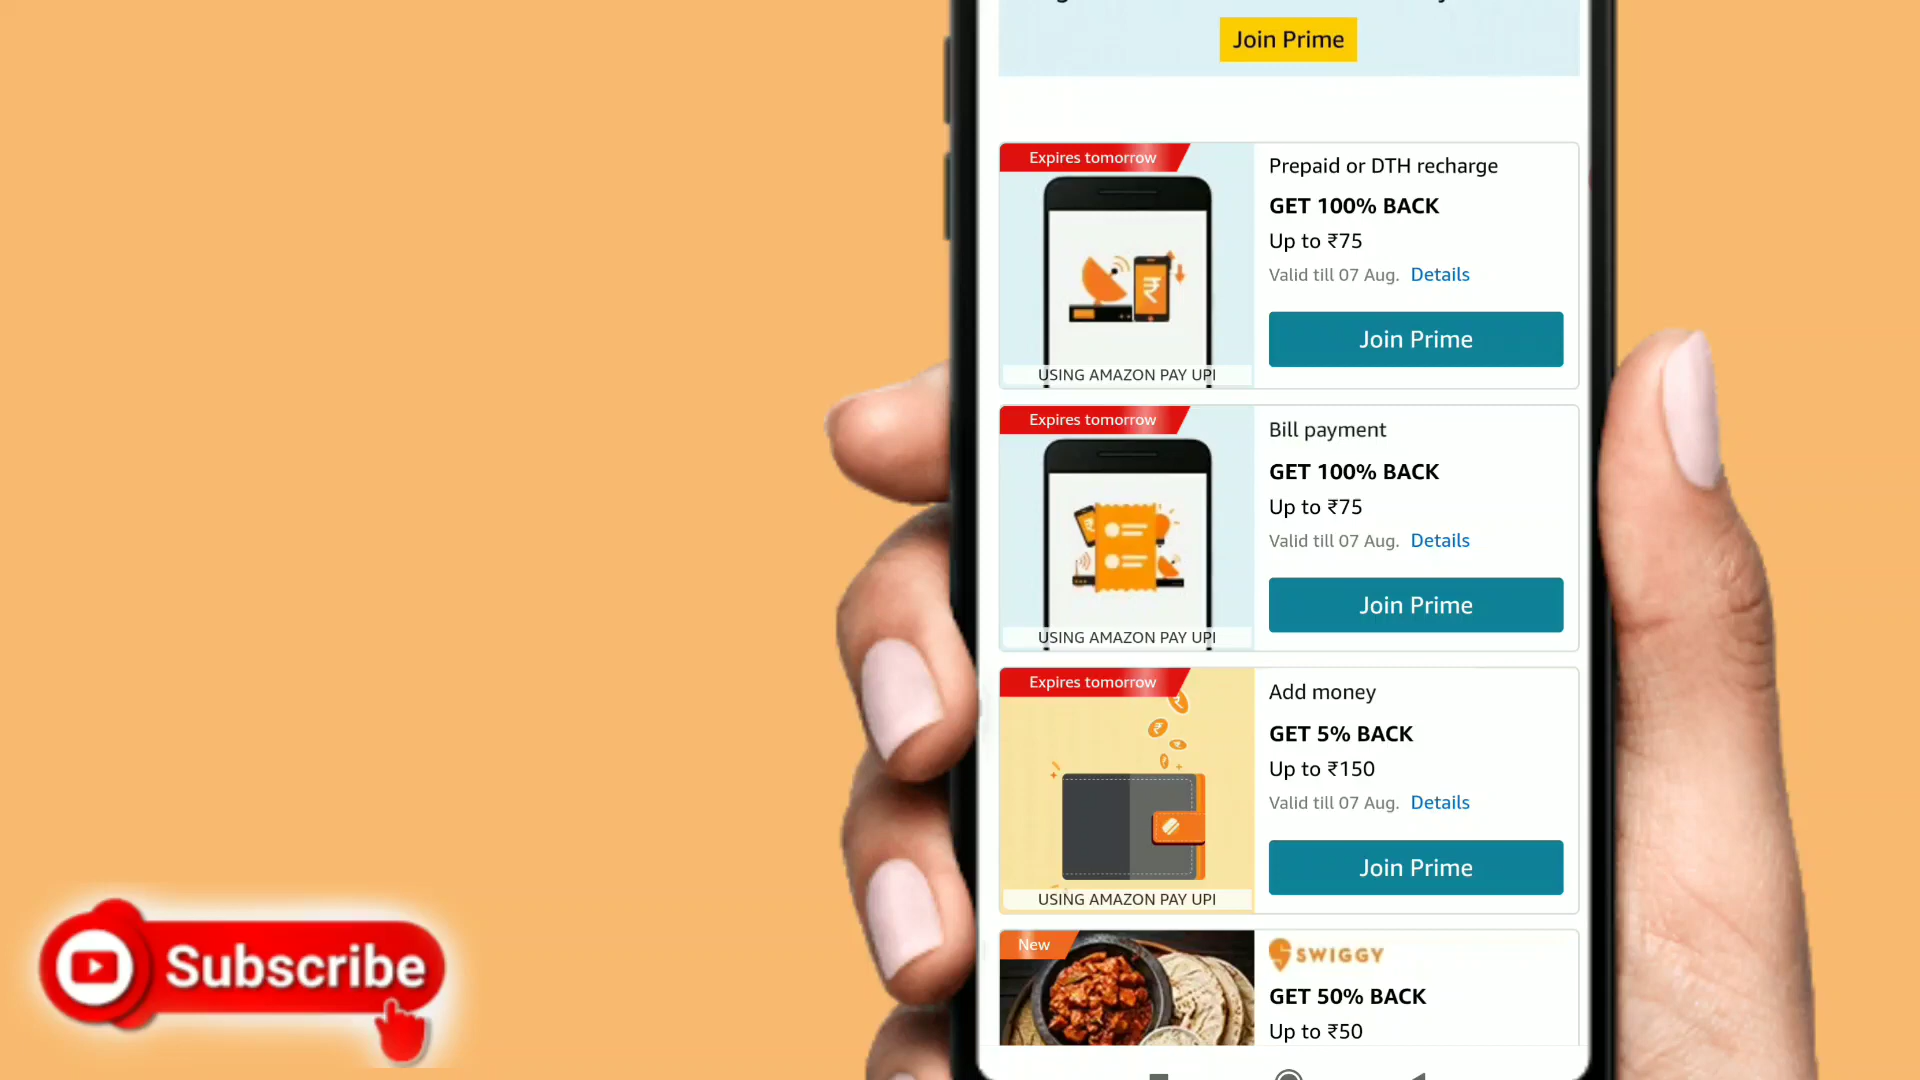 Join Prime
Expires tomorrow
Prepaid or DTH recharge
GET 100% BACK
Up to ₹75
Valid till 07 Aug. Details
Join Prime
USING AMAZON PAY UPI
Expires tomorrow
Bill payment
GET 100% BACK
Up to ₹75
Valid till 07 Aug. Details
Join Prime
USING AMAZON PAY UPI
Expires tomorrow
Add money
GET 5% BACK
Up to ₹150
Valid till 07 Aug. Details
Join Prime
USING AMAZON PAY UPI
New
SWIGGY
GET 50% BACK
Up to ₹50
Subscribe